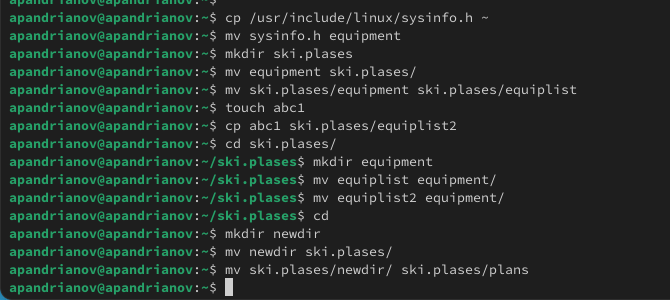 apandrianov@apandrianov:~$
apandrianov@apandrianov:~$ cp /usr/include/linux/sysinfo.h ~
apandrianov@apandrianov:~$ mv sysinfo.h equipment
apandrianov@apandrianov:~$ mkdir ski.plases
apandrianov@apandrianov:~$ mv equipment ski.plases/
apandrianov@apandrianov:~$ mv ski.plases/equipment ski.plases/equiplist
apandrianov@apandrianov:~$ touch abc1
apandrianov@apandrianov:~$ cp abc1 ski.plases/equiplist2
apandrianov@apandrianov:~$ cd ski.plases/
apandrianov@apandrianov:~/ski.plases$ mkdir equipment
apandrianov@apandrianov:~/ski.plases$ mv equiplist equipment/
apandrianov@apandrianov:~/ski.plases$ mv equiplist2 equipment/
apandrianov@apandrianov:~/ski.plases$ cd
apandrianov@apandrianov:~$ mkdir newdir
apandrianov@apandrianov:~$ mv newdir ski.plases/
apandrianov@apandrianov:~$ mv ski.plases/newdir/ ski.plases/plans
apandrianov@apandrianov:~$